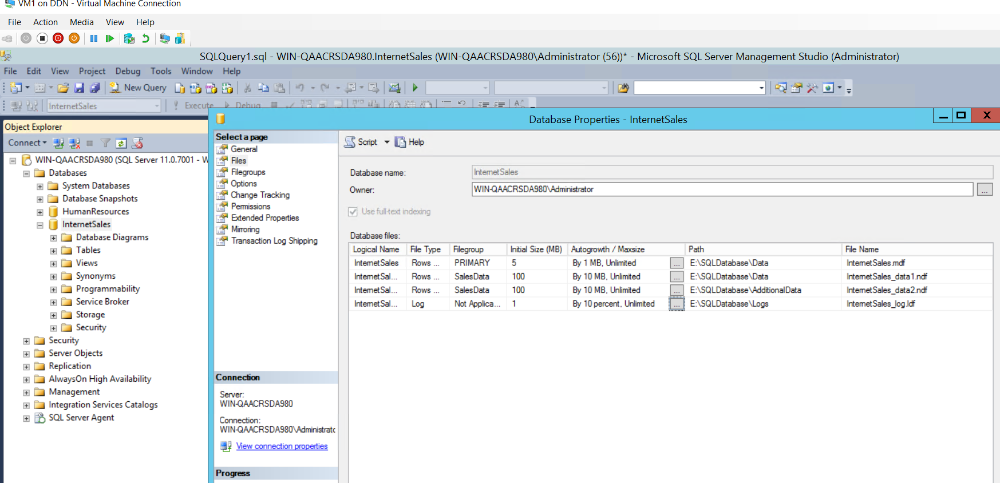 VM1 on DDN - Virtual Machine Connection
File Action Media View Help
SQLQuery1.sql - WIN-QAACRSDA980.InternetSales (WIN-QAACRSDA980\Administrator (56))* - Microsoft SQL Server Management Studio (Administrator)
File Edit View Project Debug Tools Window Help
New Query
InternetSales Execute Debug
Database Properties - InternetSales
Object Explorer
Connect
WIN-QAACRSDA980 (SQL Server 11.0.7001 - W
Databases
System Databases
Database Snapshots
HumanResources
InternetSales
Database Diagrams
Tables
Views
Synonyms
Programmability
Service Broker
Storage
Security
Security
Server Objects
Replication
AlwaysOn High Availability
Management
Integration Services Catalogs
SQL Server Agent
Select a page
General
Files
Filegroups
Options
Change Tracking
Permissions
Extended Properties
Mirroring
Transaction Log Shipping
Connection
Server:
WIN-QAACRSDA980
Connection:
WIN-QAACRSDA980\Administratc
View connection properties
Progress
Script Help
Database name: InternetSales
Owner: WIN-QAACRSDA980\Administrator ...
Use full-text indexing
Database files:
Logical Name File Type Filegroup Initial Size (MB) Autogrowth / Maxsize Path File Name
InternetSales Rows ... PRIMARY 5 By 1 MB, Unlimited ... E:\SQLDatabase\Data InternetSales.mdf
InternetSal... Rows ... SalesData 100 By 10 MB, Unlimited ... E:\SQLDatabase\Data InternetSales_data1.ndf
InternetSal... Rows ... SalesData 100 By 10 MB, Unlimited ... E:\SQLDatabase\AdditionalData InternetSales_data2.ndf
InternetSal... Log Not Applica... 1 By 10 percent, Unlimited ... E:\SQLDatabase\Logs InternetSales_log.ldf